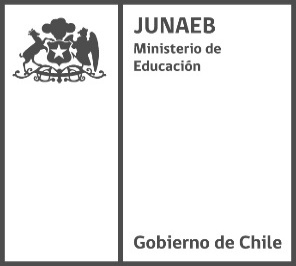 JUNAEB
Ministerio de
Educación
Gobierno de Chile